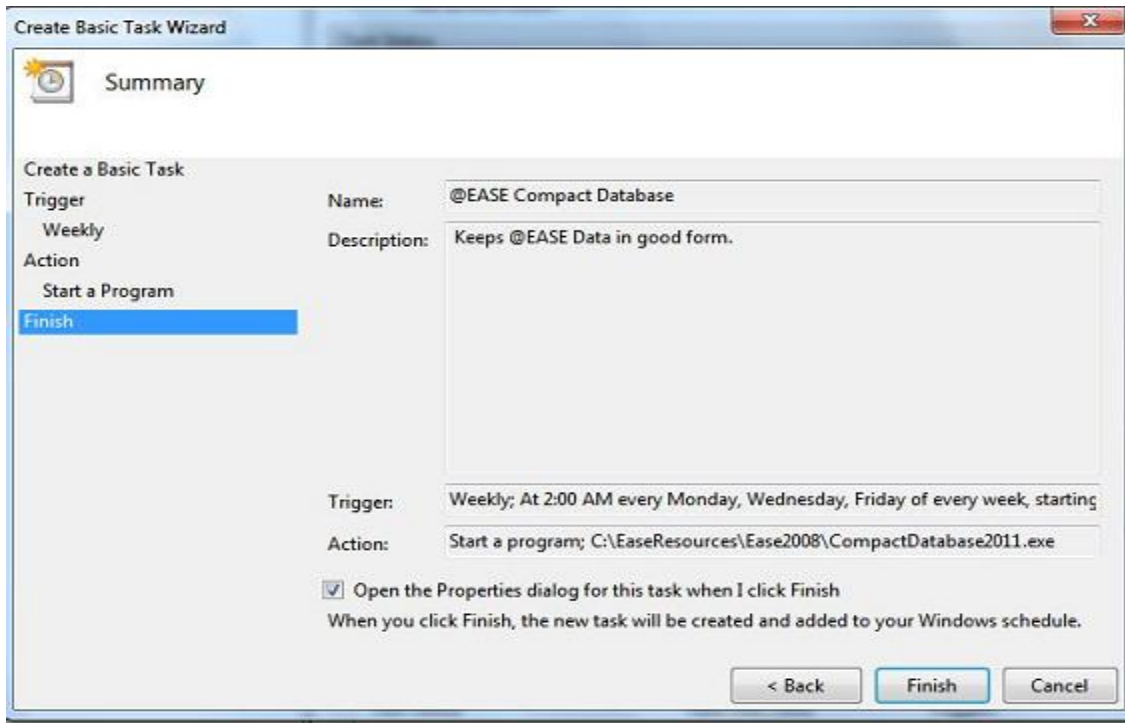 Create Basic Task Wizard
Summary
Create a Basic Task
Trigger
Weekly
Action
Start a Program
Finish
Name: @EASE Compact Database
Description: Keeps @EASE Data in good form.
Trigger: Weekly; At 2:00 AM every Monday, Wednesday, Friday of every week, starting
Action: Start a program; C:\EaseResources\Ease2008\CompactDatabase2011.exe
Open the Properties dialog for this task when I click Finish
When you click Finish, the new task will be created and added to your Windows schedule.
< Back Finish Cancel